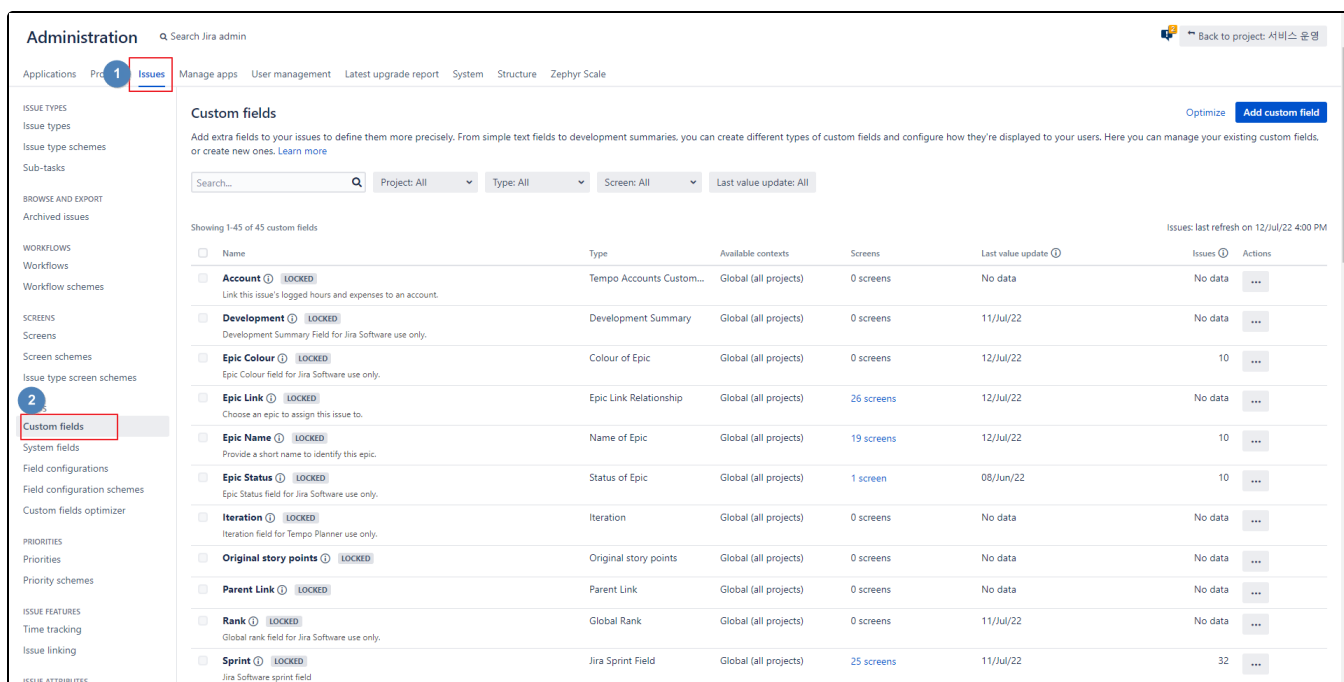 Administration
Search Jira admin
2
Back to project: 서비스 운영
Applications
1
Issues
Manage apps
User management
Latest upgrade report
System
Structure
Zephyr Scale
ISSUE TYPES
Issue types
Issue type schemes
Sub-tasks
BROWSE AND EXPORT
Archived issues
WORKFLOWS
Workflows
Workflow schemes
SCREENS
Screens
Screen schemes
Issue type screen schemes
2
Custom fields
System fields
Field configurations
Field configuration schemes
Custom fields optimizer
PRIORITIES
Priorities
Priority schemes
ISSUE FEATURES
Time tracking
Issue linking
ISSUE ATTRIBUTES
Custom fields
Optimize
Add custom field
Add extra fields to your issues to define them more precisely. From simple text fields to development summaries, you can create different types of custom fields and configure how they're displayed to your users. Here you can manage your existing custom fields,
or create new ones. Learn more
Search...
Project: All
Type: All
Screen: All
Last value update: All
Showing 1-45 of 45 custom fields
Issues: last refresh on 12/Jul/22 4:00 PM
Name Type Available contexts Screens Last value update Issues Actions
Account LOCKED Tempo Accounts Custom... Global (all projects) 0 screens No data No data ...
Link this issue's logged hours and expenses to an account.
Development LOCKED Development Summary Global (all projects) 0 screens 11/Jul/22 No data ...
Development Summary Field for Jira Software use only.
Epic Colour LOCKED Colour of Epic Global (all projects) 0 screens 12/Jul/22 10 ...
Epic Colour field for Jira Software use only.
Epic Link LOCKED Epic Link Relationship Global (all projects) 26 screens 12/Jul/22 No data ...
Choose an epic to assign this issue to.
Epic Name LOCKED Name of Epic Global (all projects) 19 screens 12/Jul/22 10 ...
Provide a short name to identify this epic.
Epic Status LOCKED Status of Epic Global (all projects) 1 screen 08/Jun/22 10 ...
Epic Status field for Jira Software use only.
Iteration LOCKED Iteration Global (all projects) 0 screens No data No data ...
Iteration field for Tempo Planner use only.
Original story points LOCKED Original story points Global (all projects) 0 screens No data No data ...
Parent Link LOCKED Parent Link Global (all projects) 0 screens No data No data ...
Rank LOCKED Global Rank Global (all projects) 0 screens 11/Jul/22 No data ...
Global rank field for Jira Software use only.
Sprint LOCKED Jira Sprint Field Global (all projects) 25 screens 11/Jul/22 32 ...
Jira Software sprint field